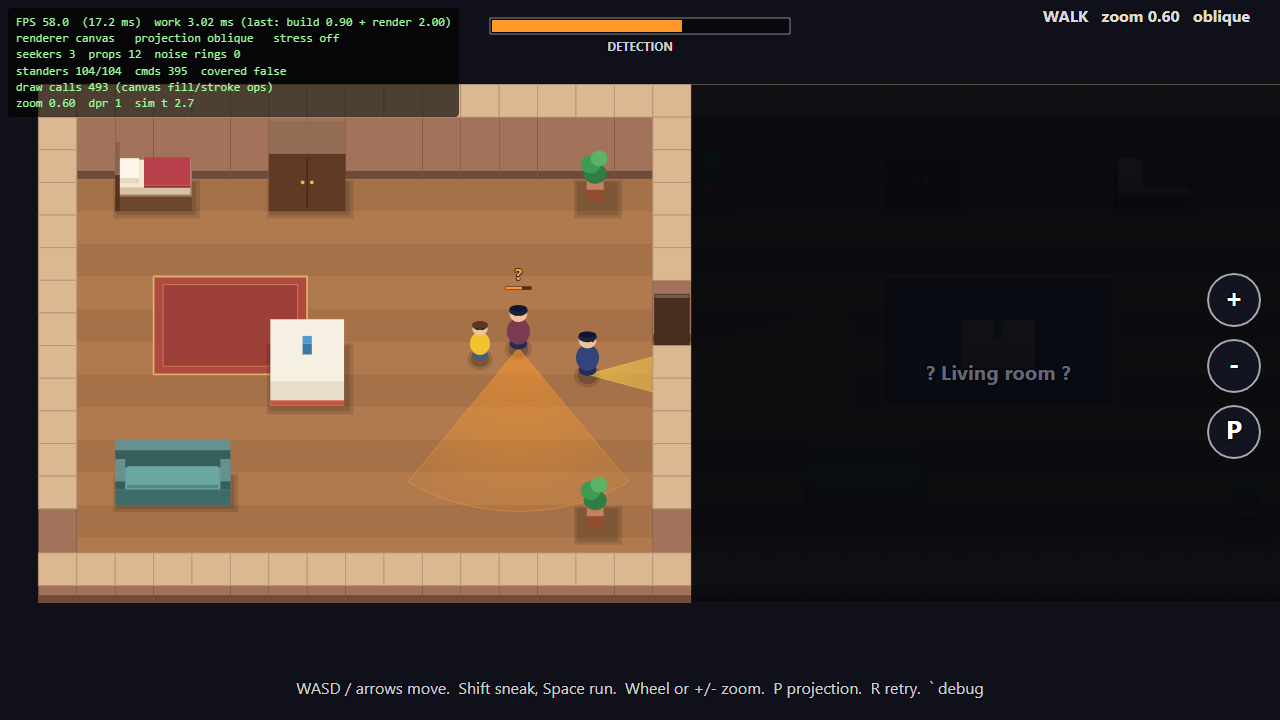 FPS 58.0  (17.2 ms)  work 3.02 ms (last: build 0.90 + render 2.00)
renderer canvas   projection oblique   stress off
seekers 3  props 12  noise rings 0
standers 104/104  cmds 395  covered false
draw calls 493 (canvas fill/stroke ops)
zoom 0.60  dpr 1  sim t 2.7
DETECTION
WALK   zoom 0.60   oblique
?
+
-
? Living room ?
P
WASD / arrows move.  Shift sneak, Space run.  Wheel or +/- zoom.  P projection.  R retry.  ` debug